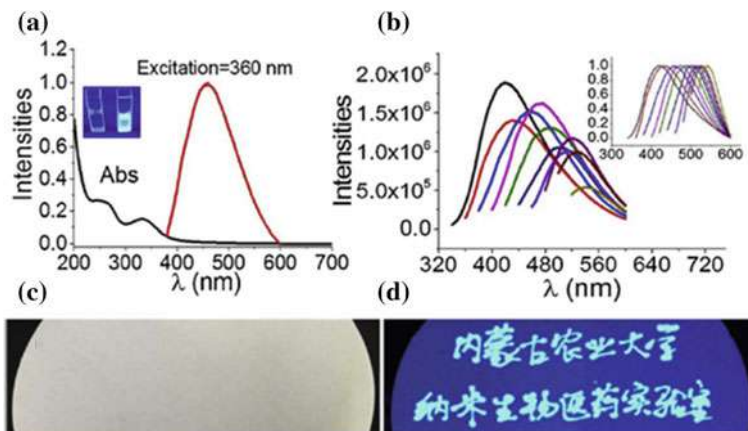 (a)
1.2
1.0
0.8
0.6
0.4
0.2
0.0
Intensities
Excitation=360 nm
Abs
200 300 400 500 600 700
λ (nm)
(b)
2.0x10⁶
1.5x10⁶
1.0x10⁶
5.0x10⁵
0.0
Intensities
320 400 480 560 640 720
λ (nm)
1.0
0.8
0.6
0.4
0.2
0.0
300 400 500 600
(c)
(d)
内蒙古农业大学
纳米生物医药实验室